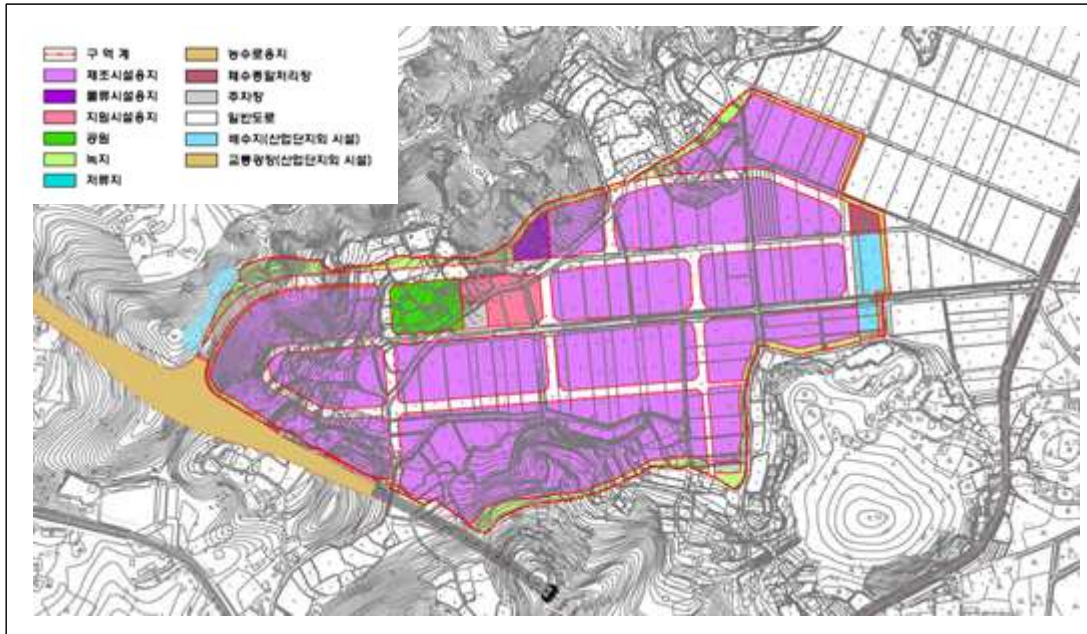 구 역 계
제조시설용지
물류시설용지
지원시설용지
공원
녹지
저류지
농수로용지
폐수종말처리장
주차장
일반도로
배수지(산업단지외 시설)
교통광장(산업단지외 시설)